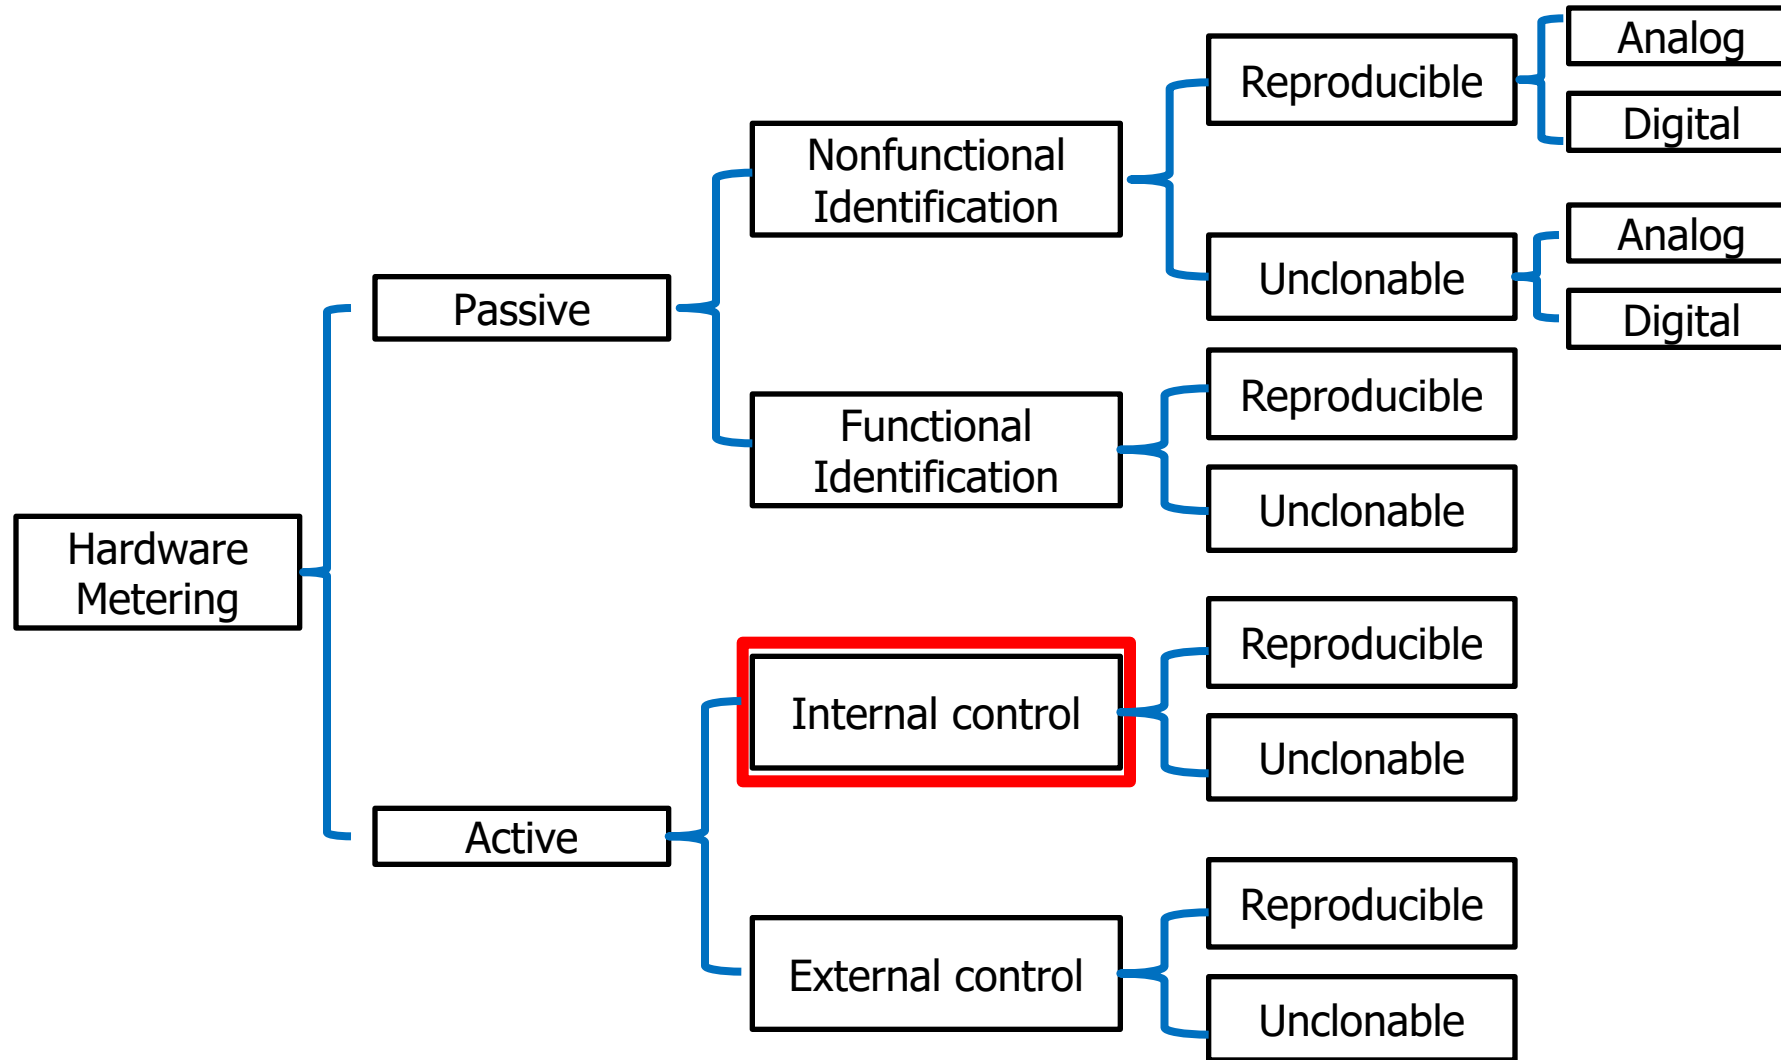 Analog
Reproducible
Digital
Nonfunctional
Identification
Analog
Unclonable
Digital
Passive
Reproducible
Functional
Identification
Unclonable
Hardware
Metering
Reproducible
Internal control
Unclonable
Active
Reproducible
External control
Unclonable